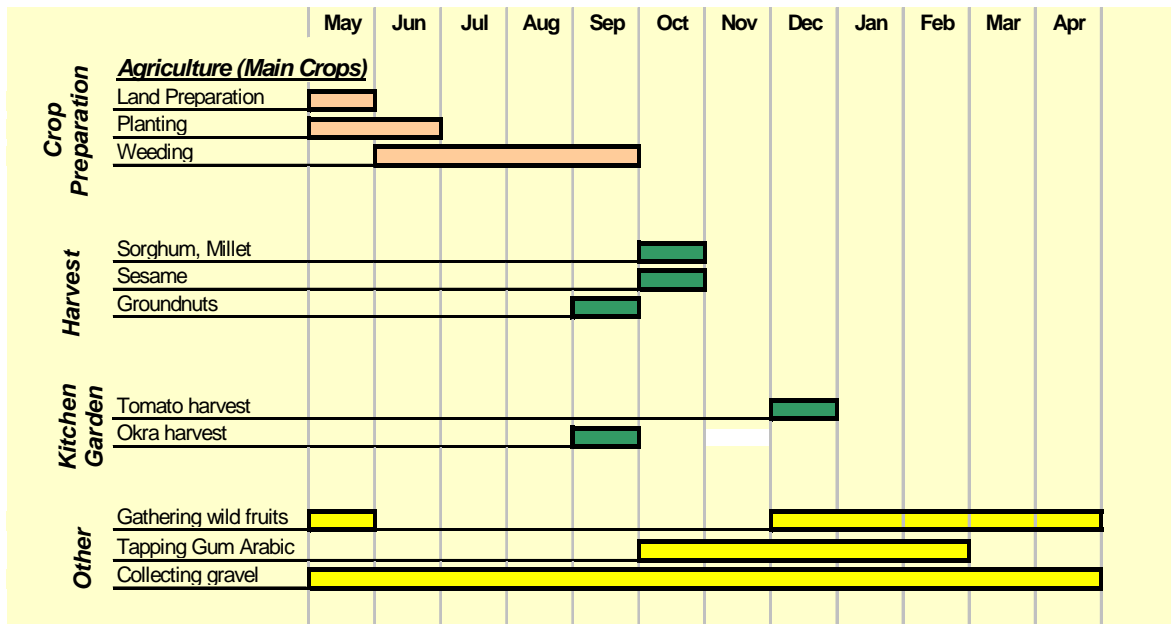 May Jun Jul Aug Sep Oct Nov Dec Jan Feb Mar Apr
Agriculture (Main Crops)
Crop
Preparation
Land Preparation
Planting
Weeding
Harvest
Sorghum, Millet
Sesame
Groundnuts
Kitchen
Garden
Tomato harvest
Okra harvest
Other
Gathering wild fruits
Tapping Gum Arabic
Collecting gravel